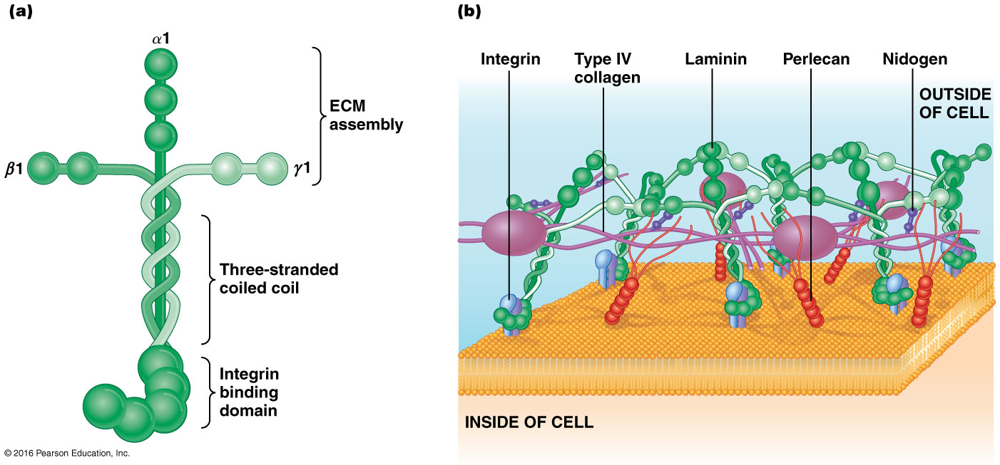 (a)
α1
β1
γ1
ECM
assembly
Three-stranded
coiled coil
Integrin
binding
domain
© 2016 Pearson Education, Inc.
(b)
Integrin
Type IV
collagen
Laminin
Perlecan
Nidogen
OUTSIDE
OF CELL
INSIDE OF CELL